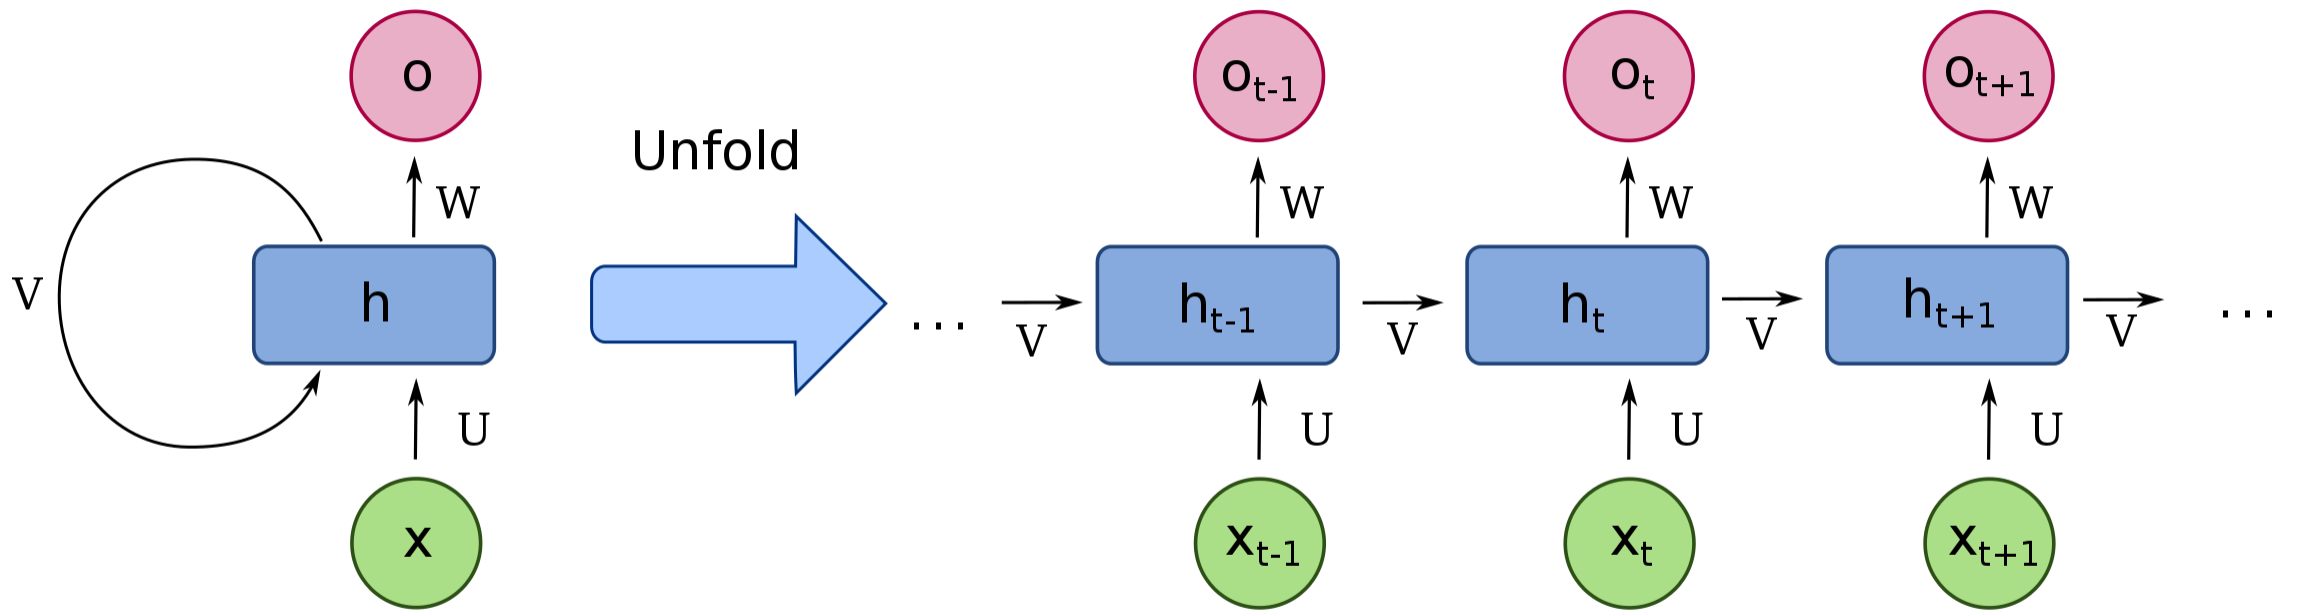 o
o_t-1
o_t
o_t+1
Unfold
W
W
W
W
V
h
...
V
h_t-1
V
h_t
V
h_t+1
V
...
U
U
U
U
x
x_t-1
x_t
x_t+1